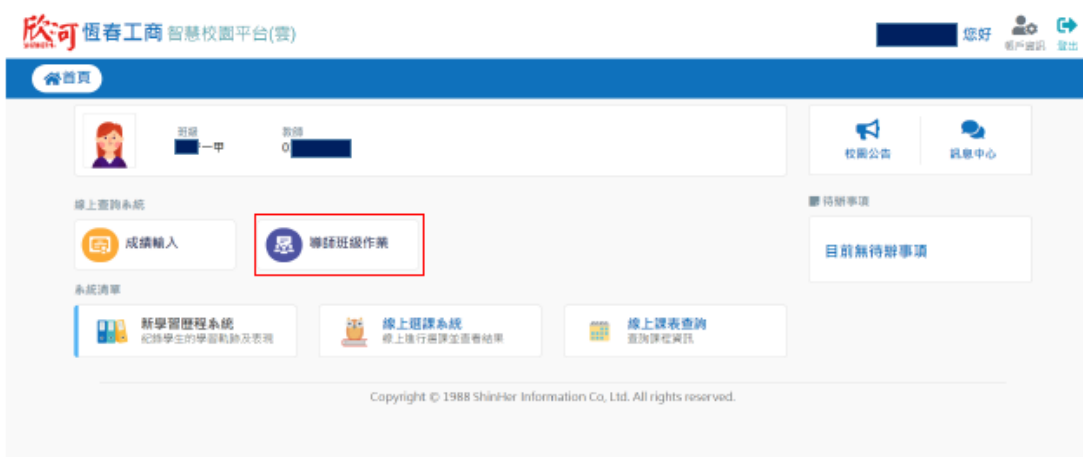 欣河 恆春工商 智慧校園平台(雲)
您好 帳戶資訊 登出
首頁
班級 教師
一甲 0
校園公告 訊息中心
線上查詢系統
待辦事項
成績輸入 導師班級作業
目前無待辦事項
系統清單
新學習歷程系統 線上選課系統 線上課表查詢
紀錄學生的學習軌跡及表現 線上進行選課並查看結果 查詢課程資訊
Copyright © 1988 ShinHer Information Co, Ltd. All rights reserved.